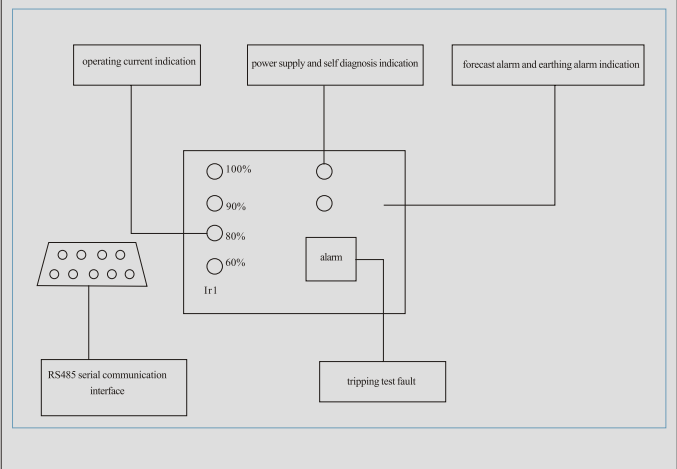 operating current indication
power supply and self diagnosis indication
forecast alarm and earthing alarm indication
100%
90%
80%
60%
Ir1
alarm
RS485 serial communication
interface
tripping test fault